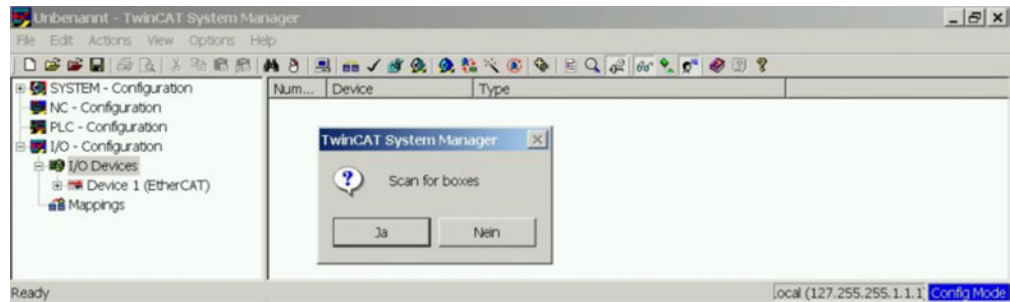 Unbenannt - TwinCAT System Manager
File Edit Actions View Options Help
SYSTEM - Configuration
NC - Configuration
PLC - Configuration
I/O - Configuration
I/O Devices
Device 1 (EtherCAT)
Mappings
Num... Device Type
TwinCAT System Manager
Scan for boxes
Ja Nein
Ready .ocal (127.255.255.1.1.1) Config Mode